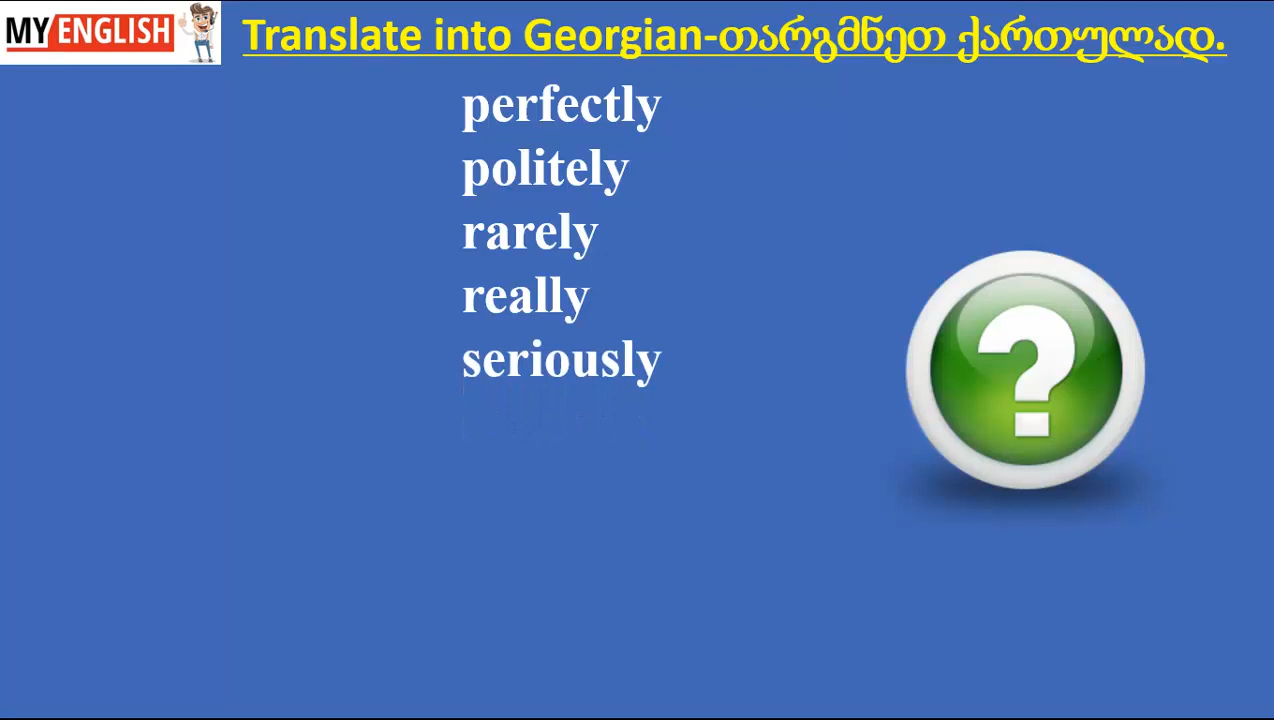 MY ENGLISH
Translate into Georgian-თარგმნეთ ქართულად.
perfectly
politely
rarely
really
seriously
?